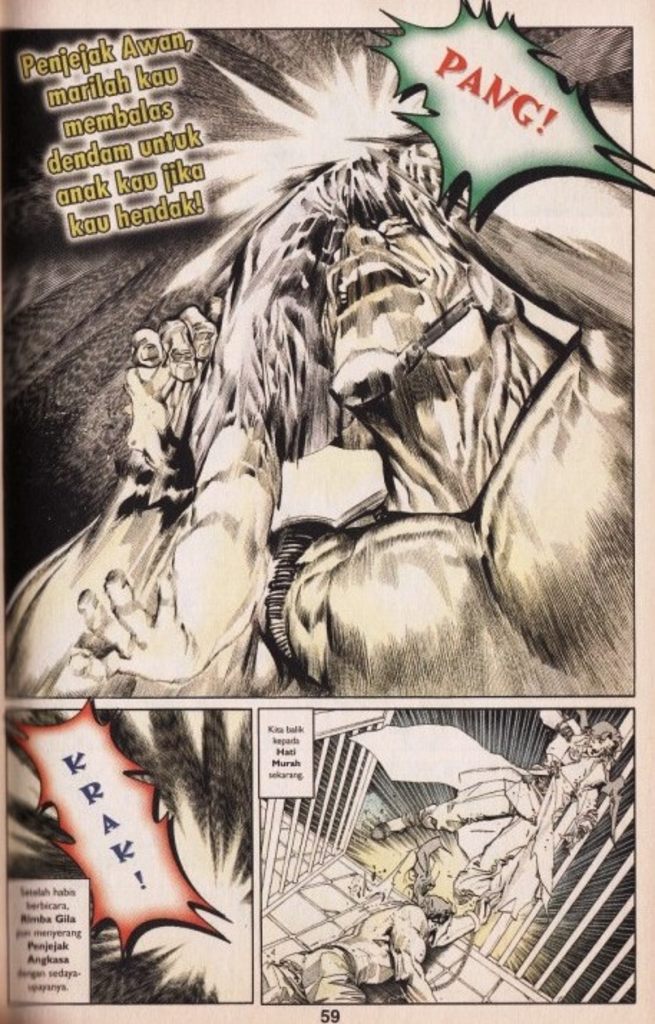 Penjejak Awan,
marilah kau
membalas
dendam untuk
anak kau jika
kau hendak!
PANG!
KRAK!
Setelah habis
berbicara,
Rimba Gila
pun menyerang
Penjejak
Angkasa
dengan sedaya-
upayanya.
Kita balik
kepada
Hati
Murah
sekarang.
59